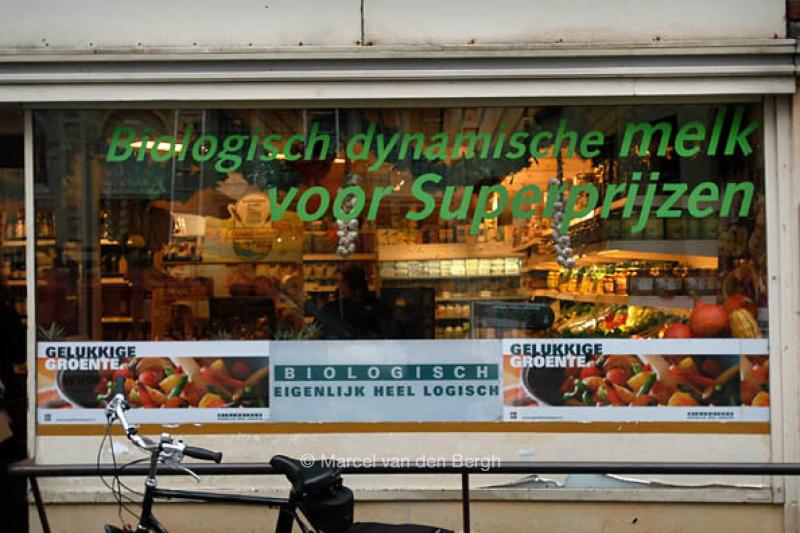 Biologisch dynamische melk
voor Superprijzen
GELUKKIGE
GROENTE
BIOLOGISCH
EIGENLIJK HEEL LOGISCH
GELUKKIGE
GROENTE
© Marcel van den Bergh